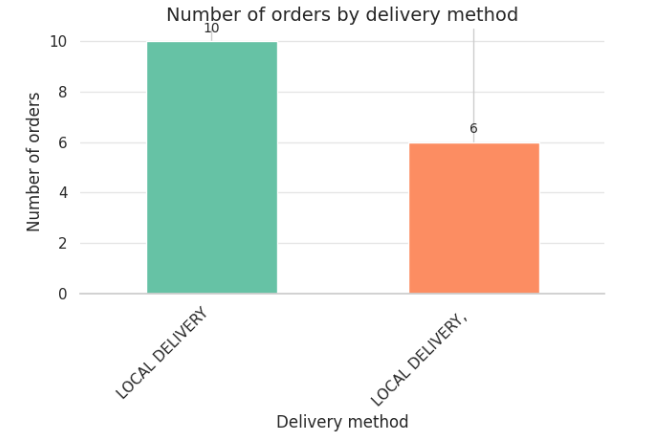 Number of orders by delivery method
10
10
8
6
6
4
2
0
Number of orders
LOCAL DELIVERY
LOCAL DELIVERY,
Delivery method